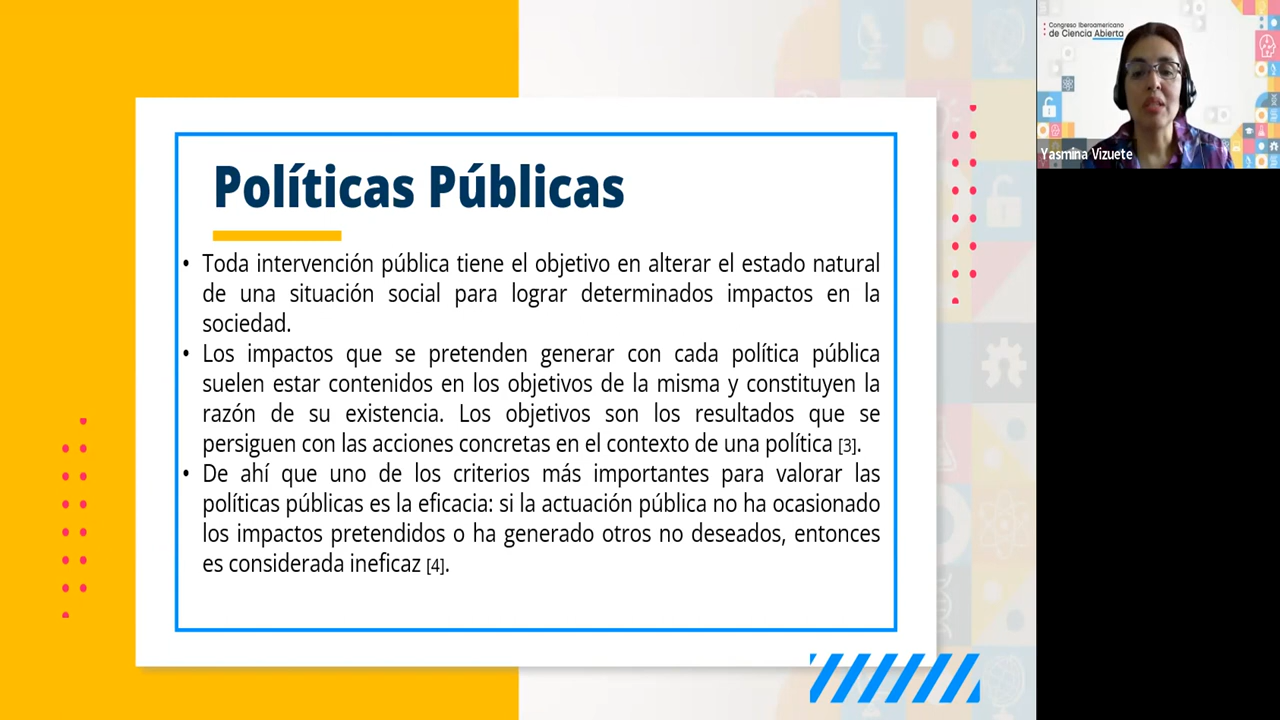 Políticas Públicas
• Toda intervención pública tiene el objetivo en alterar el estado natural
de una situación social para lograr determinados impactos en la
sociedad.
• Los impactos que se pretenden generar con cada política pública
suelen estar contenidos en los objetivos de la misma y constituyen la
razón de su existencia. Los objetivos son los resultados que se
persiguen con las acciones concretas en el contexto de una política [3].
• De ahí que uno de los criterios más importantes para valorar las
políticas públicas es la eficacia: si la actuación pública no ha ocasionado
los impactos pretendidos o ha generado otros no deseados, entonces
es considerada ineficaz [4].
Congreso Iberoamericano
de Ciencia Abierta
Yasmina Vizuete